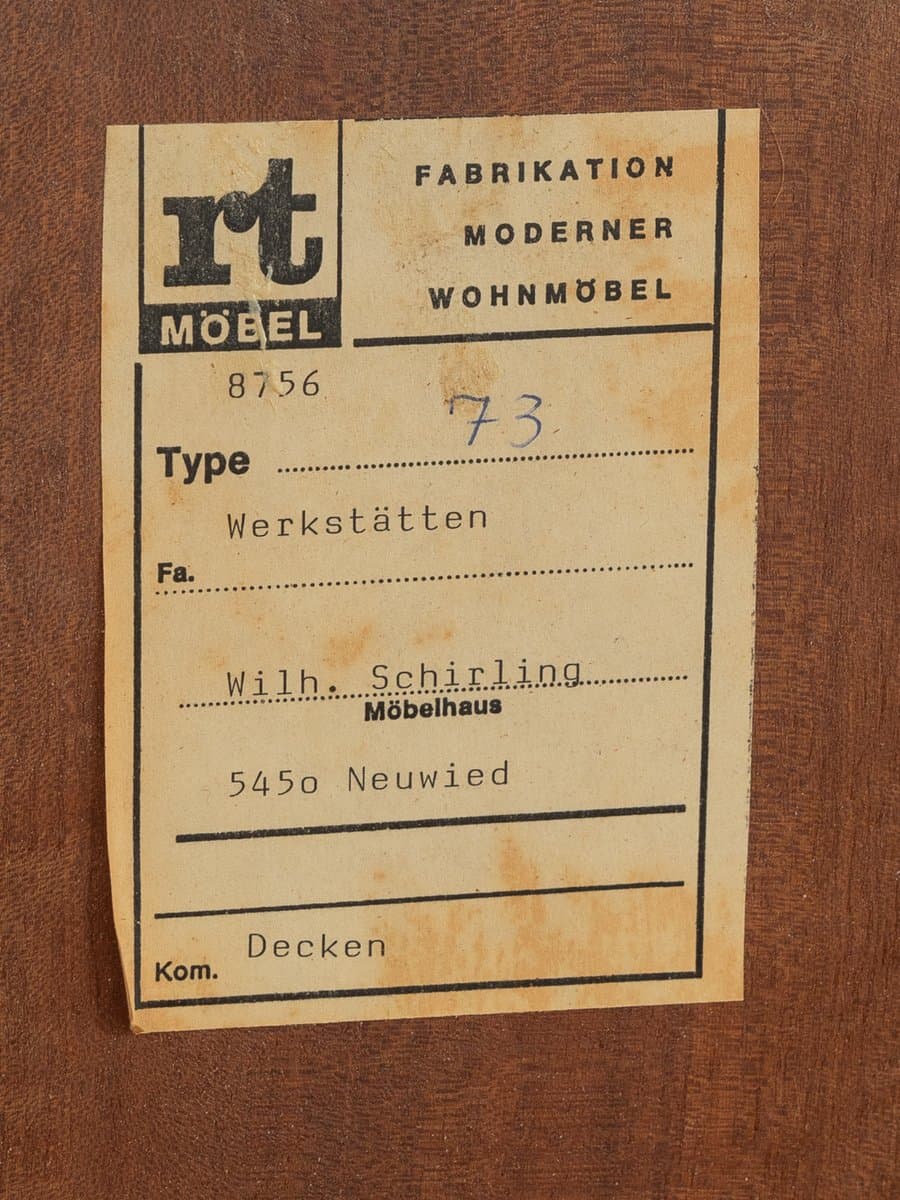 rt
MÖBEL
FABRIKATION
MODERNER
WOHNMÖBEL
8756
Type 73
Werkstätten
Fa.
Wilh. Schirling
Möbelhaus
545o Neuwied
Kom. Decken